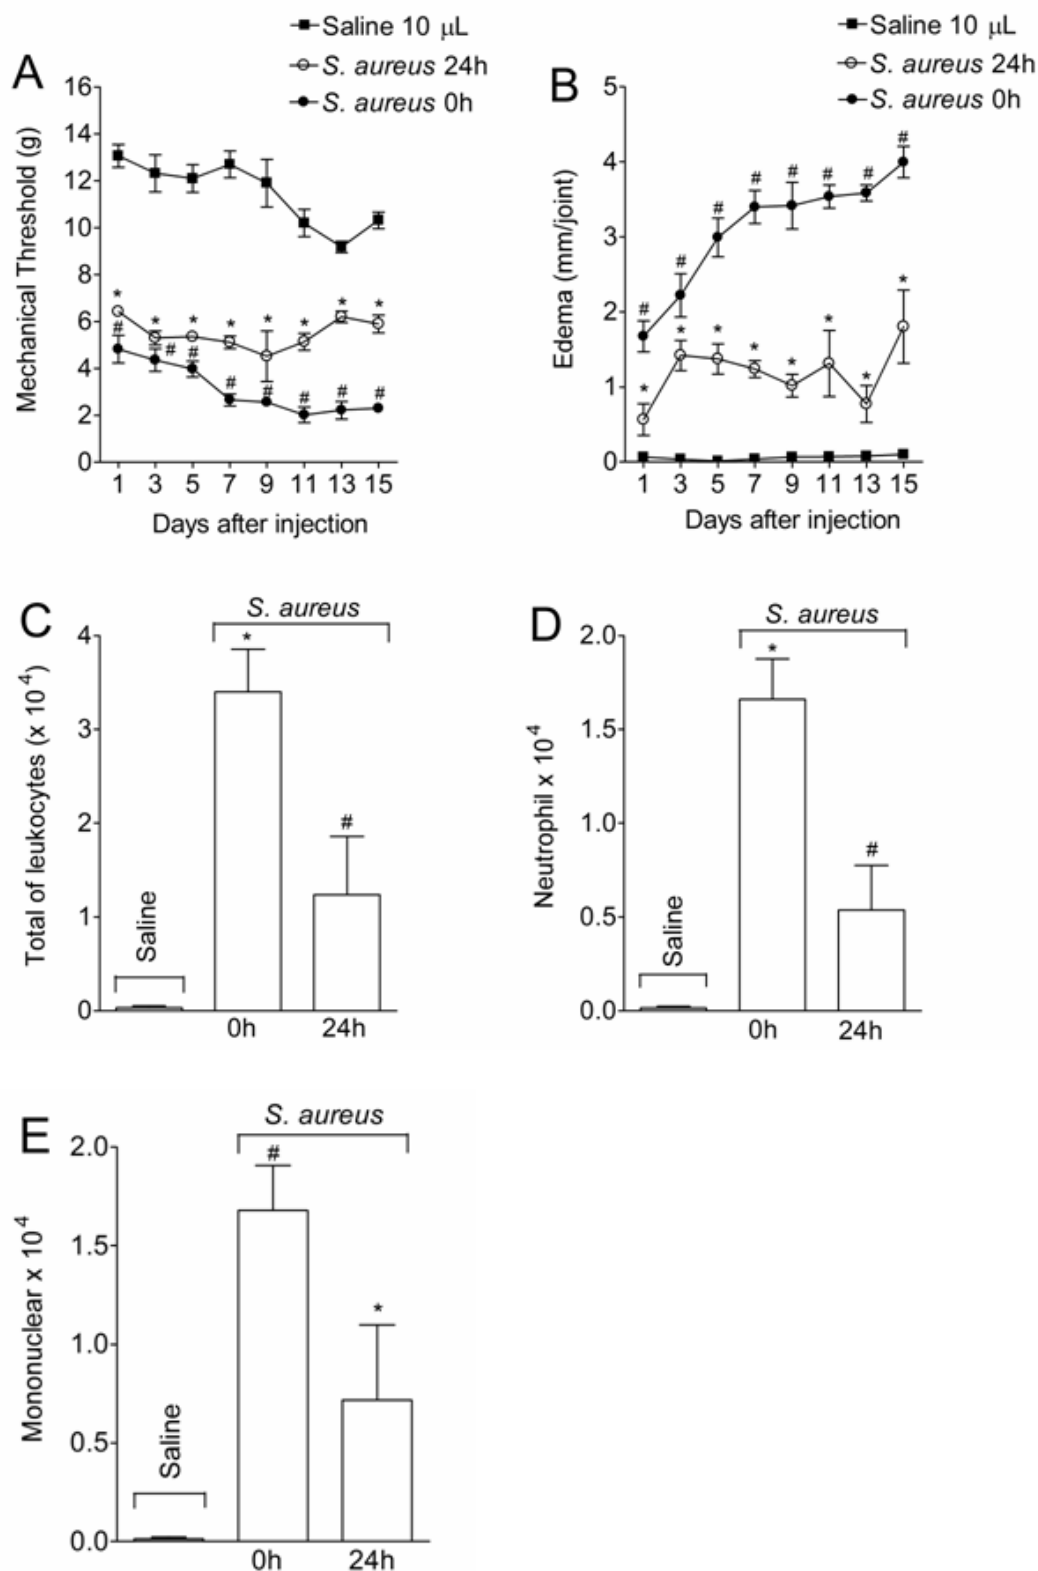 A
Saline 10 μL
S. aureus 24h
S. aureus 0h
Mechanical Threshold (g)
16
14
12
10
8
6
4
2
0
* * * * * * * *
# # # # # # # #
1 3 5 7 9 11 13 15
Days after injection
B
Saline 10 μL
S. aureus 24h
S. aureus 0h
Edema (mm/joint)
5
4
3
2
1
0
# # # # # # # #
* * * * * * * *
1 3 5 7 9 11 13 15
Days after injection
C
S. aureus
Total of leukocytes (x 10⁴)
4
3
2
1
0
*
#
Saline
0h 24h
D
S. aureus
Neutrophil x 10⁴
2.0
1.5
1.0
0.5
0.0
*
#
Saline
0h 24h
E
S. aureus
Mononuclear x 10⁴
2.0
1.5
1.0
0.5
0.0
#
*
Saline
0h 24h